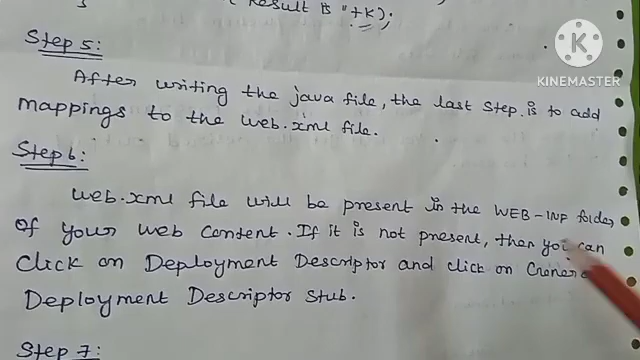 Result is "+k);
Step 5:
After writing the java file, the last step is to add
mappings to the web.xml file.
Step 6:
web.xml file will be present in the WEB-INF folder
of your web content. If it is not present, then you can
click on Deployment Descriptor and click on
Deployment Descriptor Stub.
Step 7:
KINEMASTER